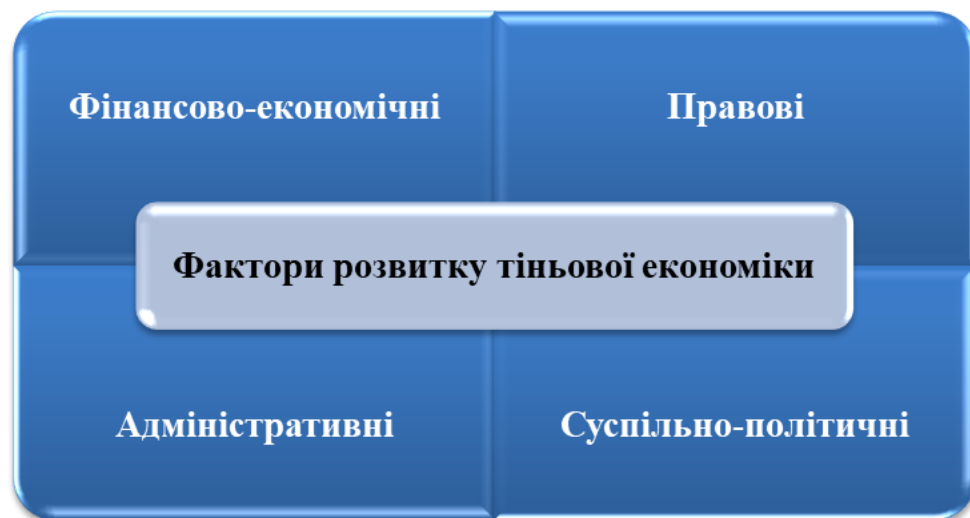 Фінансово-економічні
Правові
Фактори розвитку тіньової економіки
Адміністративні
Суспільно-політичні